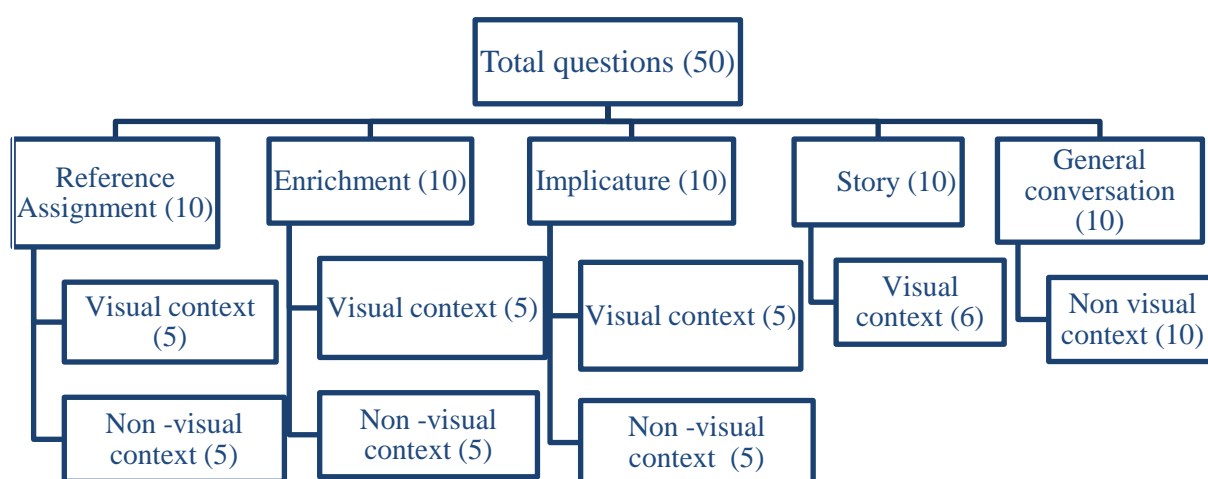 Total questions (50)
Reference
Assignment (10)
Enrichment (10)
Implicature (10)
Story (10)
General
conversation
(10)
Visual context
(5)
Non -visual
context (5)
Visual context (5)
Non -visual
context (5)
Visual context (5)
Non -visual
context (5)
Visual
context (6)
Non visual
context (10)